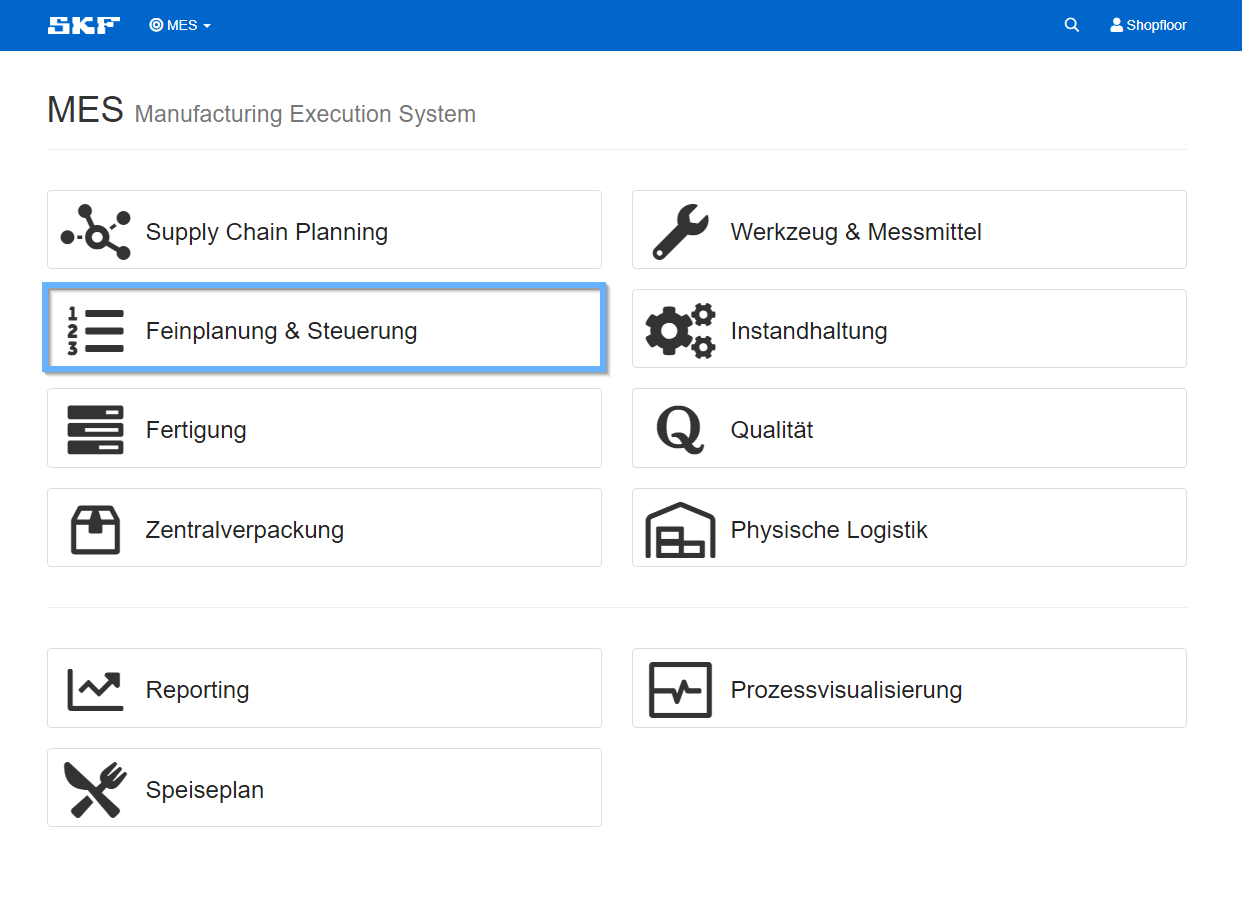 SKF MES Shopfloor
MES Manufacturing Execution System
Supply Chain Planning
Werkzeug & Messmittel
1
2
3
Feinplanung & Steuerung
Instandhaltung
Fertigung
Q
Qualität
Zentralverpackung
Physische Logistik
Reporting
Prozessvisualisierung
Speiseplan